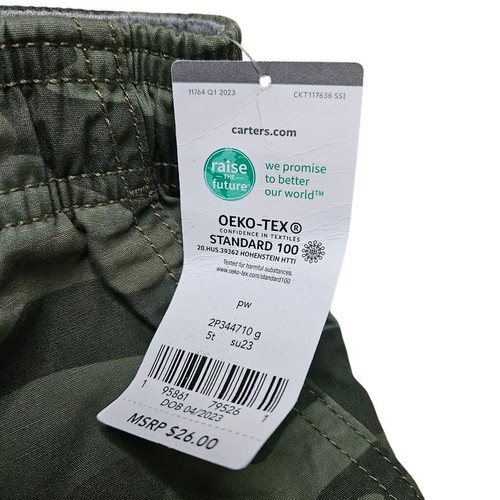 11764 Q1 2023 CKT117636 SSI
carters.com
raise
THE
future
we promise
to better
our world™
OEKO-TEX®
CONFIDENCE IN TEXTILES
STANDARD 100
20.HUS.39362 HOHENSTEIN HTTI
Tested for harmful substances.
www.oeko-tex.com/standard100
pw
2P344710 g
5t su23
1 95861 79526 1
DOB 04/2023
MSRP $26.00